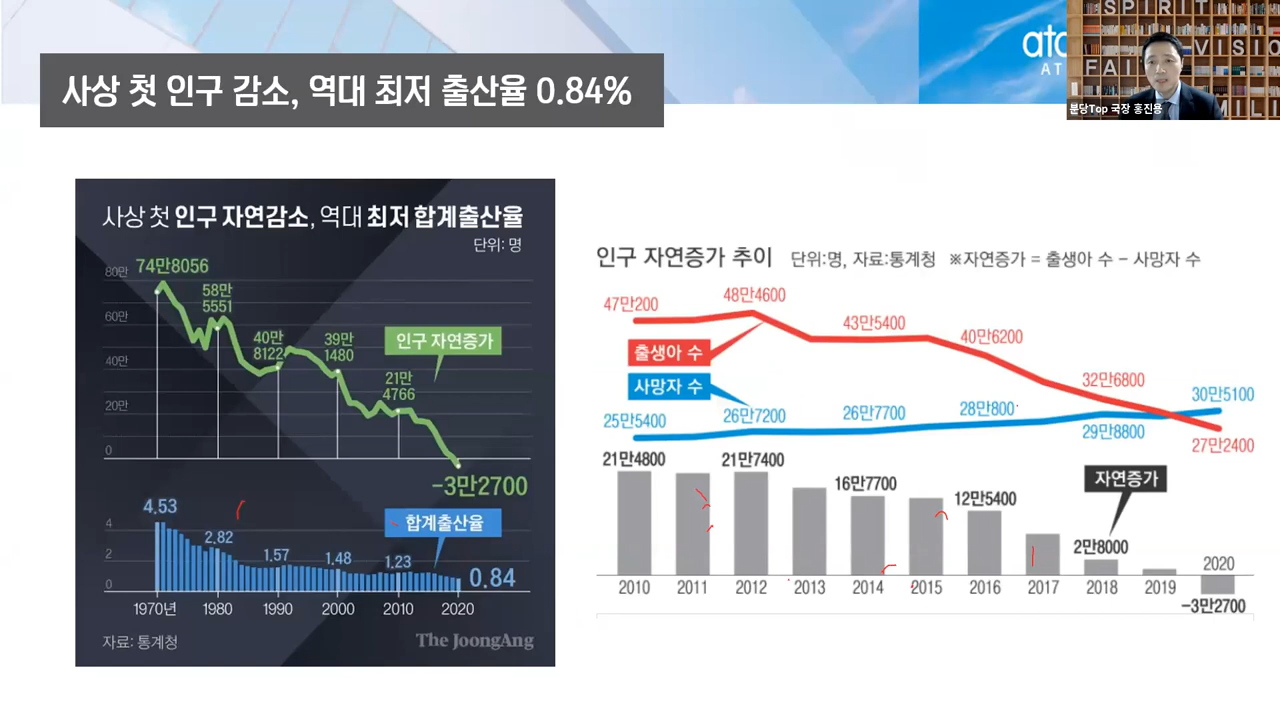 사상 첫 인구 감소, 역대 최저 출산율 0.84%
ato
AT
SPIRIT
VISIO
FAI
MIL
분당Top 국장 홍진용
사상 첫 인구 자연감소, 역대 최저 합계출산율
단위: 명
80만
74만8056
58만
5551
60만
40만
8122
39만
1480
인구 자연증가
40만
21만
4766
20만
0
-3만2700
4.53
합계출산율
4
2.82
2
1.57
1.48
1.23
0.84
0
1970년
1980
1990
2000
2010
2020
자료: 통계청
The JoongAng
인구 자연증가 추이 단위:명, 자료:통계청 ※자연증가 = 출생아 수 – 사망자 수
47만200
48만4600
43만5400
40만6200
32만6800
출생아 수
사망자 수
30만5100
25만5400
26만7200
26만7700
28만800
29만8800
27만2400
21만4800
21만7400
16만7700
12만5400
자연증가
2만8000
2020
2010
2011
2012
2013
2014
2015
2016
2017
2018
2019
-3만2700